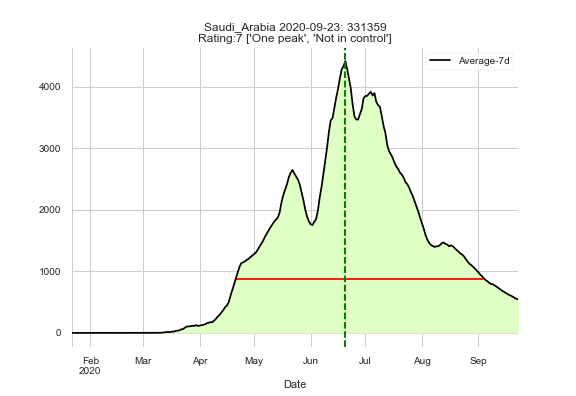 Saudi_Arabia 2020-09-23: 331359
Rating:7 ['One peak', 'Not in control']
Average-7d
4000
3000
2000
1000
0
Feb Mar Apr May Jun Jul Aug Sep
2020
Date